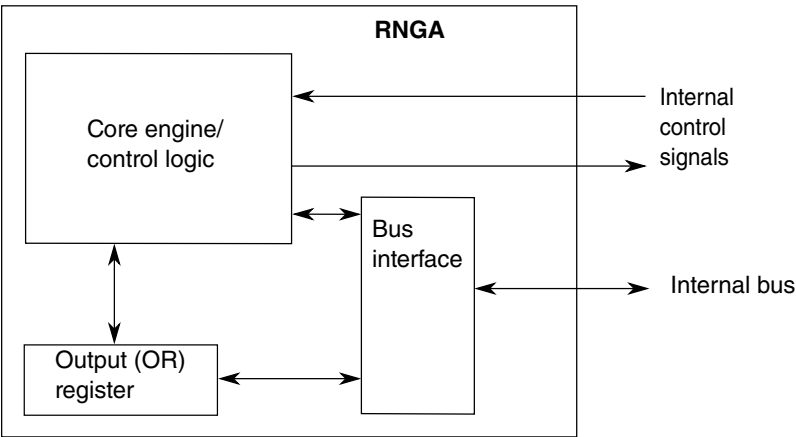 RNGA
Core engine/
control logic
Internal
control
signals
Bus
interface
Internal bus
Output (OR)
register